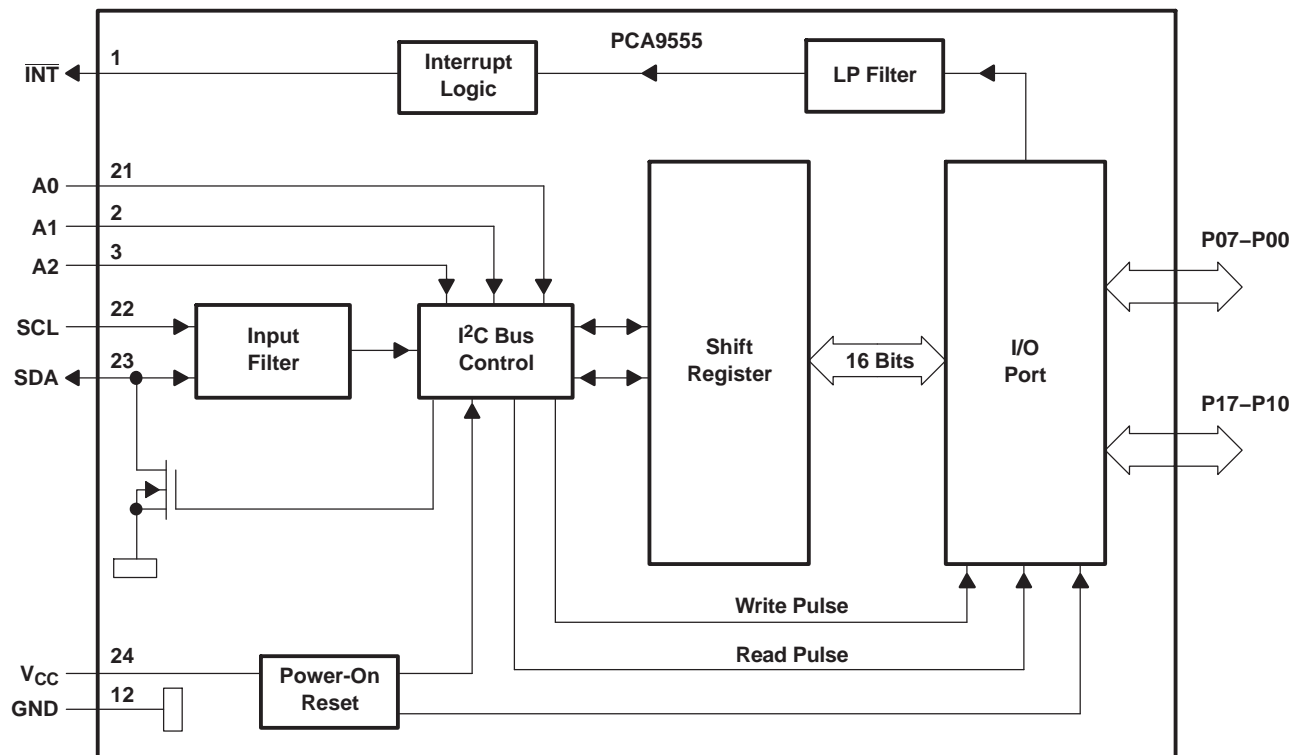 PCA9555
INT
1
Interrupt
Logic
LP Filter
A0
21
A1
2
A2
3
SCL
22
SDA
23
Input
Filter
I²C Bus
Control
Shift
Register
16 Bits
I/O
Port
P07–P00
P17–P10
Write Pulse
Read Pulse
VCC
24
GND
12
Power-On
Reset